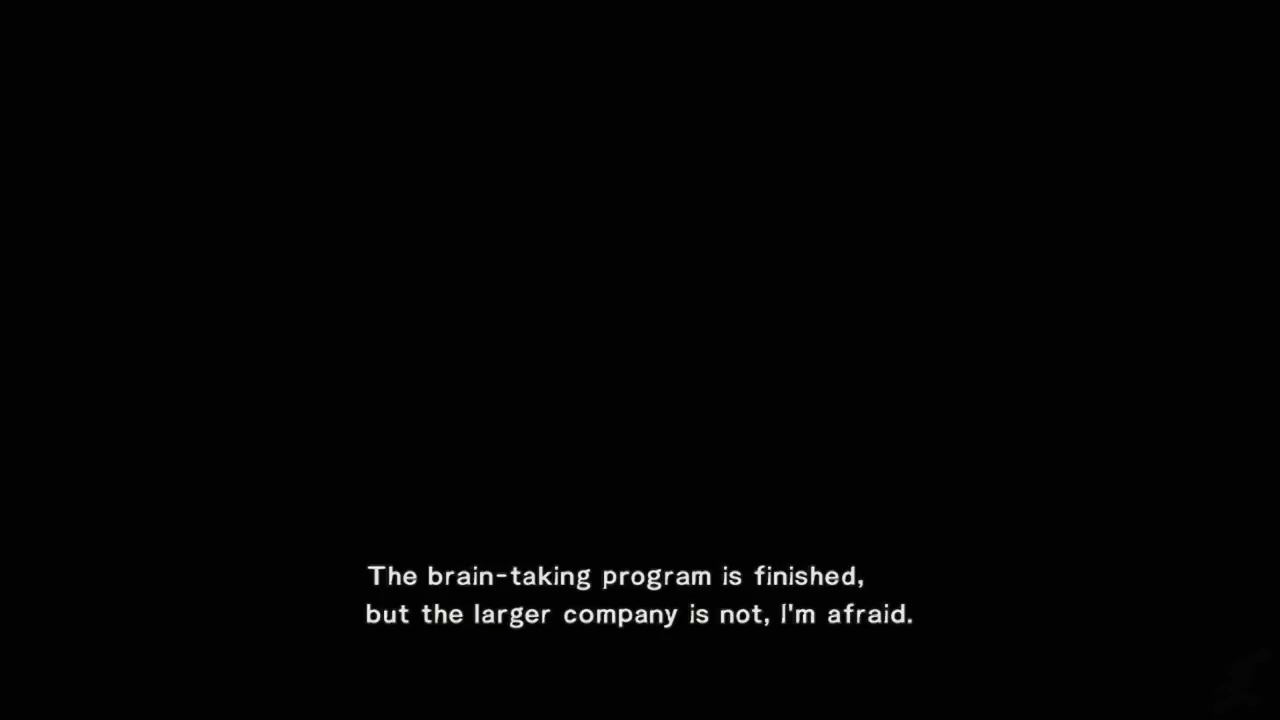 The brain-taking program is finished,
but the larger company is not, I'm afraid.